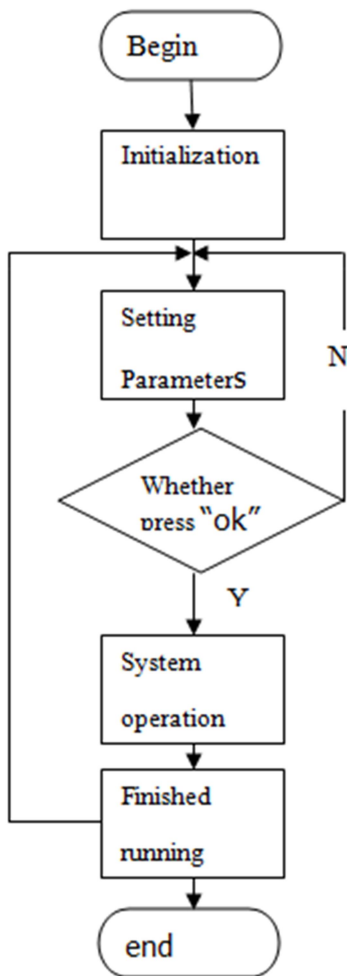 Begin
Initialization
Setting
Parameters
N
Whether
press "ok"
Y
System
operation
Finished
running
end